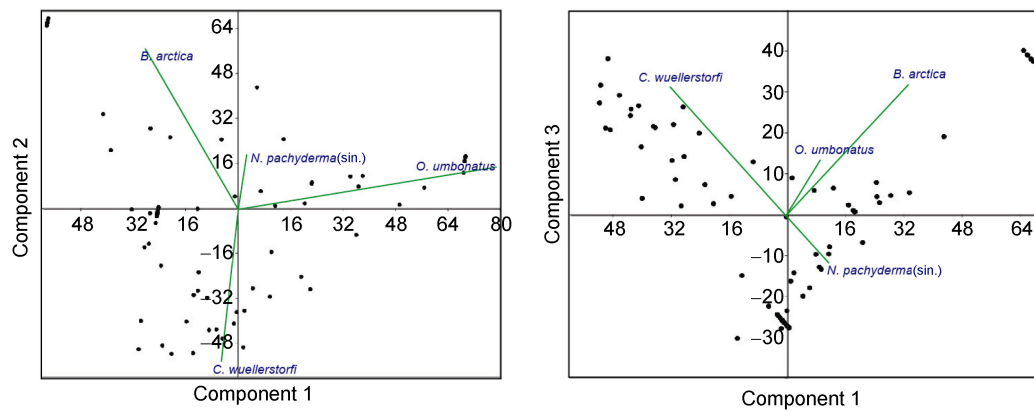 64
B. arctica
48
32
N. pachyderma(sin.)
16
O. umbonatus
48 32 16 16 32 48 64 80
−16
−32
−48
C. wuellerstorfi
Component 2
Component 1
40
C. wuellerstorfi
B. arctica
30
20
O. umbonatus
10
48 32 16 16 32 48 64
−10
N. pachyderma(sin.)
−20
−30
Component 3
Component 1